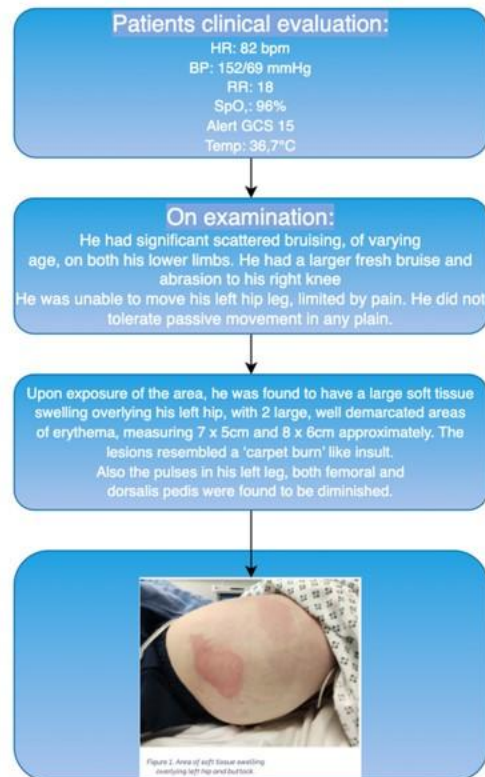 Patients clinical evaluation:
HR: 82 bpm
BP: 152/69 mmHg
RR: 18
SpO,: 96%
Alert GCS 15
Temp: 36,7°C
On examination:
He had significant scattered bruising, of varying
age, on both his lower limbs. He had a larger fresh bruise and
abrasion to his right knee
He was unable to move his left hip leg, limited by pain. He did not
tolerate passive movement in any plain.
Upon exposure of the area, he was found to have a large soft tissue
swelling overlying his left hip, with 2 large, well demarcated areas
of erythema, measuring 7 x 5cm and 8 x 6cm approximately. The
lesions resembled a ‘carpet burn’ like insult.
Also the pulses in his left leg, both femoral and
dorsalis pedis were found to be diminished.
Figure 1. Area of soft tissue swelling
overlying left hip and buttock.